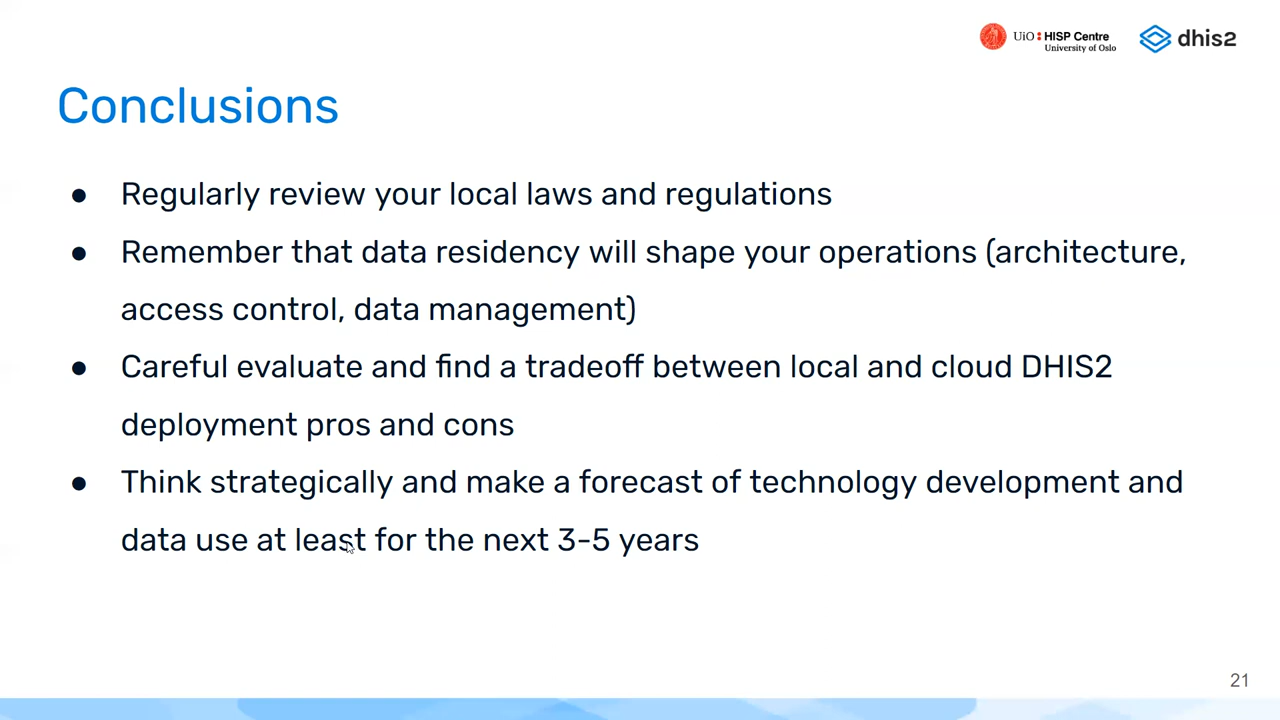 UiO HISP Centre
University of Oslo
dhis2
Conclusions
● Regularly review your local laws and regulations
● Remember that data residency will shape your operations (architecture,
access control, data management)
● Careful evaluate and find a tradeoff between local and cloud DHIS2
deployment pros and cons
● Think strategically and make a forecast of technology development and
data use at least for the next 3-5 years
21